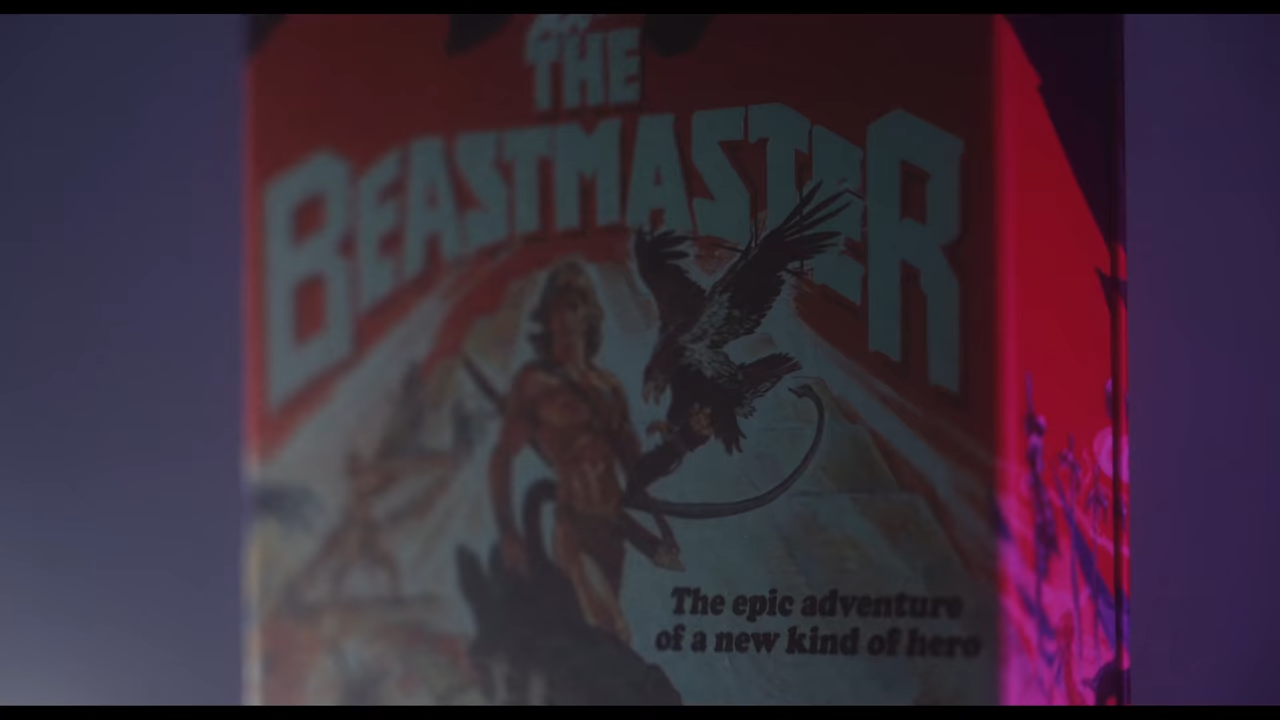 THE
BEASTMASTER
The epic adventure
of a new kind of hero